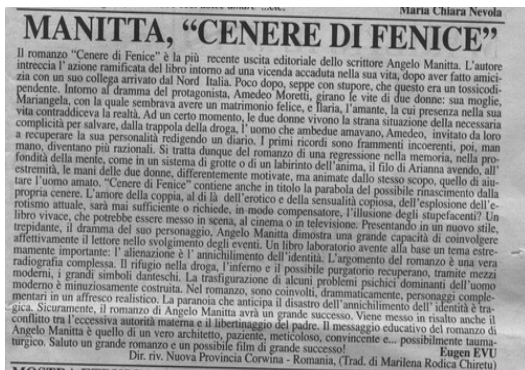 Maria Chiara Nevola
MANITTA, “CENERE DI FENICE”
Il romanzo “Cenere di Fenice” è la più recente uscita editoriale dello scrittore Angelo Manitta. L'autore
intreccia l'azione ramificata del libro intorno ad una vicenda accaduta nella sua vita, dopo aver fatto amici-
zia con un suo collega arrivato dal Nord Italia. Poco dopo, seppe con stupore, che questo era un tossicodi-
pendente. Intorno al dramma del protagonista, Amedeo Moretti, girano le vite di due donne: sua moglie,
Mariangela, con la quale sembrava avere un matrimonio felice, e Ilaria, l'amante, la cui presenza nella sua
vita contraddiceva la realtà. Ad un certo momento, le due donne vivono la strana situazione della necessaria
complicità per salvare, dalla trappola della droga, l'uomo che ambedue amavano, Amedeo, invitato da loro
a recuperare la sua personalità redigendo un diario. I primi ricordi sono frammenti incoerenti, poi, man
mano, diventano più razionali. Si tratta dunque del romanzo di una regressione nella memoria, nella pro-
fondità della mente, come in un sistema di grotte o di un labirinto dell'anima, il filo di Arianna avendo, all'
estremità, le mani delle due donne, differentemente motivate, ma animate dallo stesso scopo, quello di aiu-
tare l'uomo amato. “Cenere di Fenice” contiene anche in titolo la parabola del possibile rinascimento dalla
propria cenere. L'amore della coppia, al di là dell'erotico e della sensualità copiosa, dell'esplosione dell'e-
rotismo attuale, sarà mai sufficiente o richiede, in modo compensatore, l'illusione degli stupefacenti? Un
libro vivace, che potrebbe essere messo in scena, al cinema o in televisione. Presentando in un nuovo stile,
trepidante, il dramma del suo personaggio, Angelo Manitta dimostra una grande capacità di coinvolgere
affettivamente il lettore nello svolgimento degli eventi. Un libro laboratorio avente alla base un tema estre-
mamente importante: l'alienazione è l'annichilimento dell'identità. L'argomento del romanzo è una vera
radiografia complessa. Il rifugio nella droga, l'inferno e il possibile purgatorio recuperano, tramite mezzi
moderni, i grandi simboli danteschi. La trasfigurazione di alcuni problemi psichici dominanti dell'uomo
moderno è minuziosamente costruita. Nel romanzo, sono coinvolti, drammaticamente, personaggi comple-
mentari in un affresco realistico. La paranoia che anticipa il disastro dell'annichilimento dell'identità è tra-
gica. Sicuramente, il romanzo di Angelo Manitta avrà un grande successo. Viene messo in risalto anche il
conflitto tra l'eccessiva autorità materna e il libertinaggio del padre. Il messaggio educativo del romanzo di
Angelo Manitta è quello di un vero architetto, paziente, meticoloso, convincente e... possibilmente tauma-
turgico. Saluto un grande romanzo e un possibile film di grande successo!
Eugen EVU
Dir. riv. Nuova Provincia Corwina - Romania, (Trad. di Marilena Rodica Chiretu)